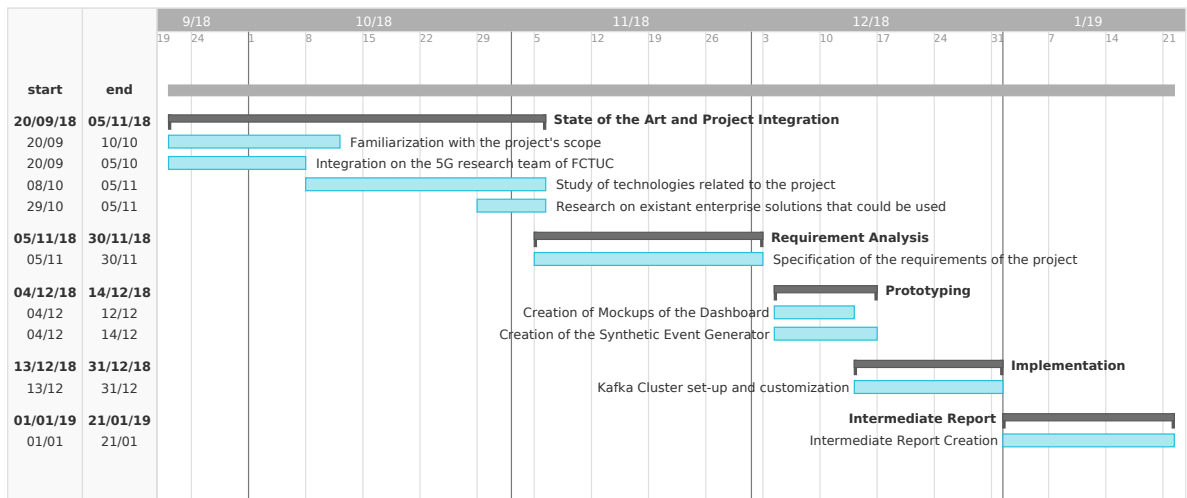 9/18 10/18 11/18 12/18 1/19
19 24 1 8 15 22 29 5 12 19 26 3 10 17 24 31 7 14 21
start end
20/09/18 05/11/18 State of the Art and Project Integration
20/09 10/10 Familiarization with the project's scope
20/09 05/10 Integration on the 5G research team of FCTUC
08/10 05/11 Study of technologies related to the project
29/10 05/11 Research on existant enterprise solutions that could be used
05/11/18 30/11/18 Requirement Analysis
05/11 30/11 Specification of the requirements of the project
04/12/18 14/12/18 Prototyping
04/12 12/12 Creation of Mockups of the Dashboard
04/12 14/12 Creation of the Synthetic Event Generator
13/12/18 31/12/18 Implementation
13/12 31/12 Kafka Cluster set-up and customization
01/01/19 21/01/19 Intermediate Report
01/01 21/01 Intermediate Report Creation